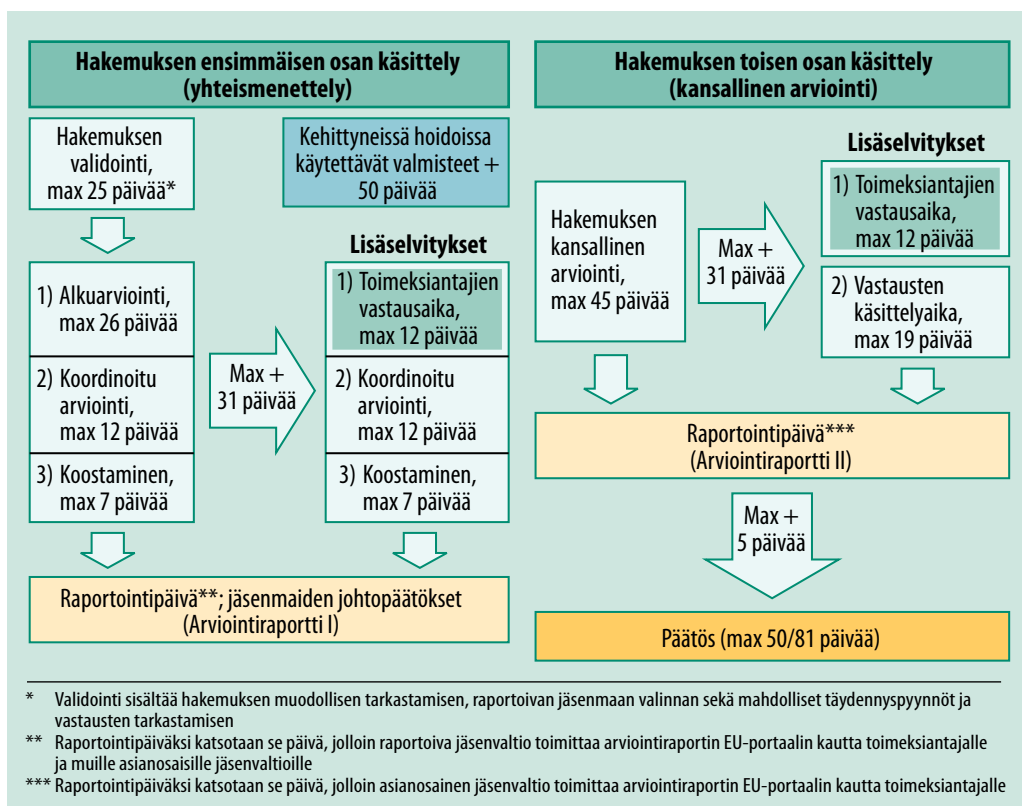 Hakemuksen ensimmäisen osan käsittely
(yhteismenettely)
Hakemuksen
validointi,
max 25 päivää*
Kehittyneissä hoidoissa
käytettävät valmisteet +
50 päivää
1) Alkuarviointi,
max 26 päivää
2) Koordinoitu
arviointi,
max 12 päivää
3) Koostaminen,
max 7 päivää
Max +
31 päivää
Lisäselvitykset
1) Toimeksiantajien
vastausaika,
max 12 päivää
2) Koordinoitu
arviointi,
max 12 päivää
3) Koostaminen,
max 7 päivää
Raportointipäivä**; jäsenmaiden johtopäätökset
(Arviointiraportti I)
Hakemuksen toisen osan käsittely
(kansallinen arviointi)
Hakemuksen
kansallinen
arviointi,
max 45 päivää
Max +
31 päivää
Lisäselvitykset
1) Toimeksiantajien
vastausaika,
max 12 päivää
2) Vastausten
käsittelyaika,
max 19 päivää
Raportointipäivä***
(Arviointiraportti II)
Max +
5 päivää
Päätös (max 50/81 päivää)
* Validointi sisältää hakemuksen muodollisen tarkastamisen, raportoivan jäsenmaan valinnan sekä mahdolliset täydennyspyynnöt ja
vastausten tarkastamisen
** Raportointipäiväksi katsotaan se päivä, jolloin raportoiva jäsenvaltio toimittaa arviointiraportin EU-portaalin kautta toimeksiantajalle
ja muille asianosaisille jäsenvaltioille
*** Raportointipäiväksi katsotaan se päivä, jolloin asianosainen jäsenvaltio toimittaa arviointiraportin EU-portaalin kautta toimeksiantajalle